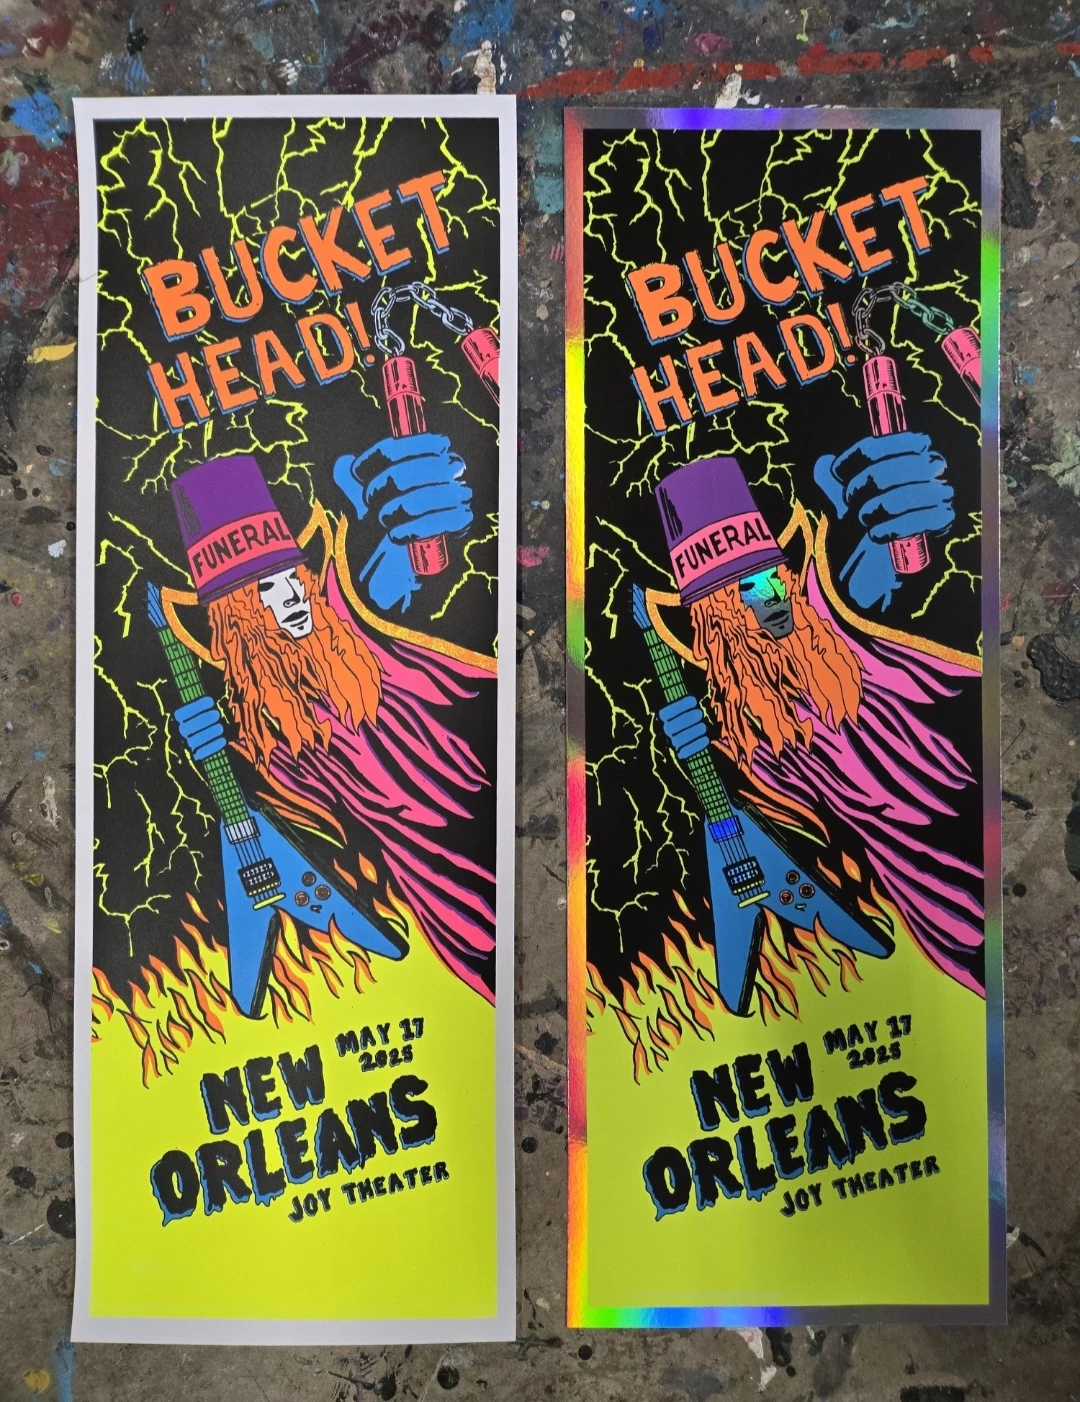 BUCKET
HEAD!
FUNERAL
MAY 17
2025
NEW
ORLEANS
JOY THEATER
BUCKET
HEAD!
FUNERAL
MAY 17
2025
NEW
ORLEANS
JOY THEATER